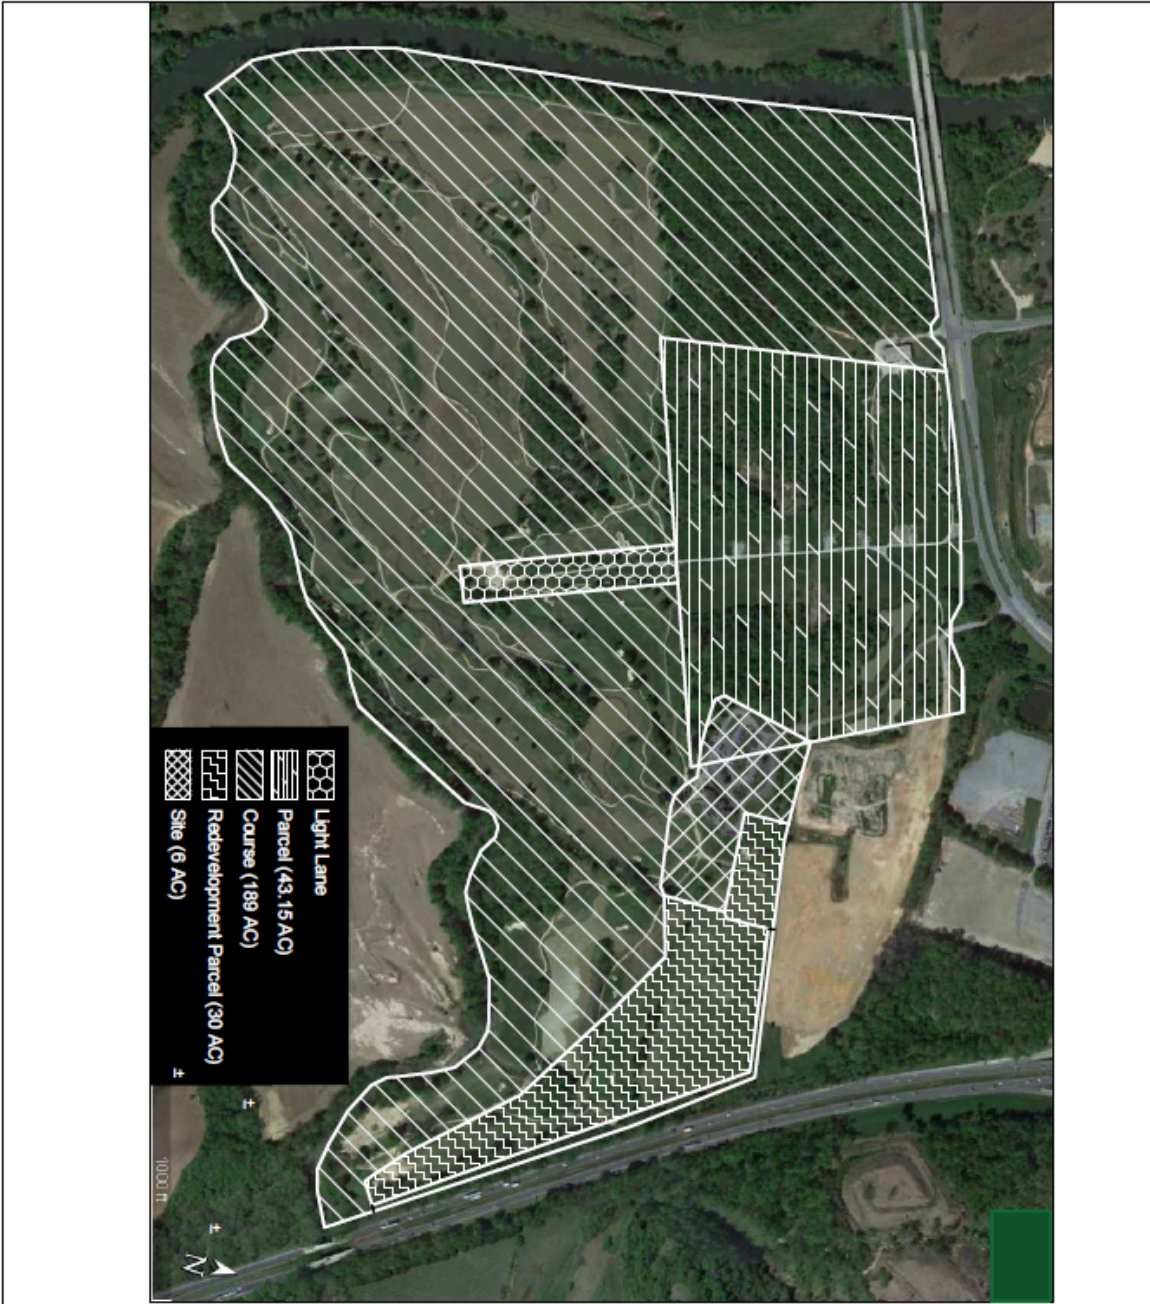 Light Lane
Parcel (43.15 AC)
Course (189 AC)
Redevelopment Parcel (30 AC)
Site (6 AC)
±
±
±
1000 ft
N